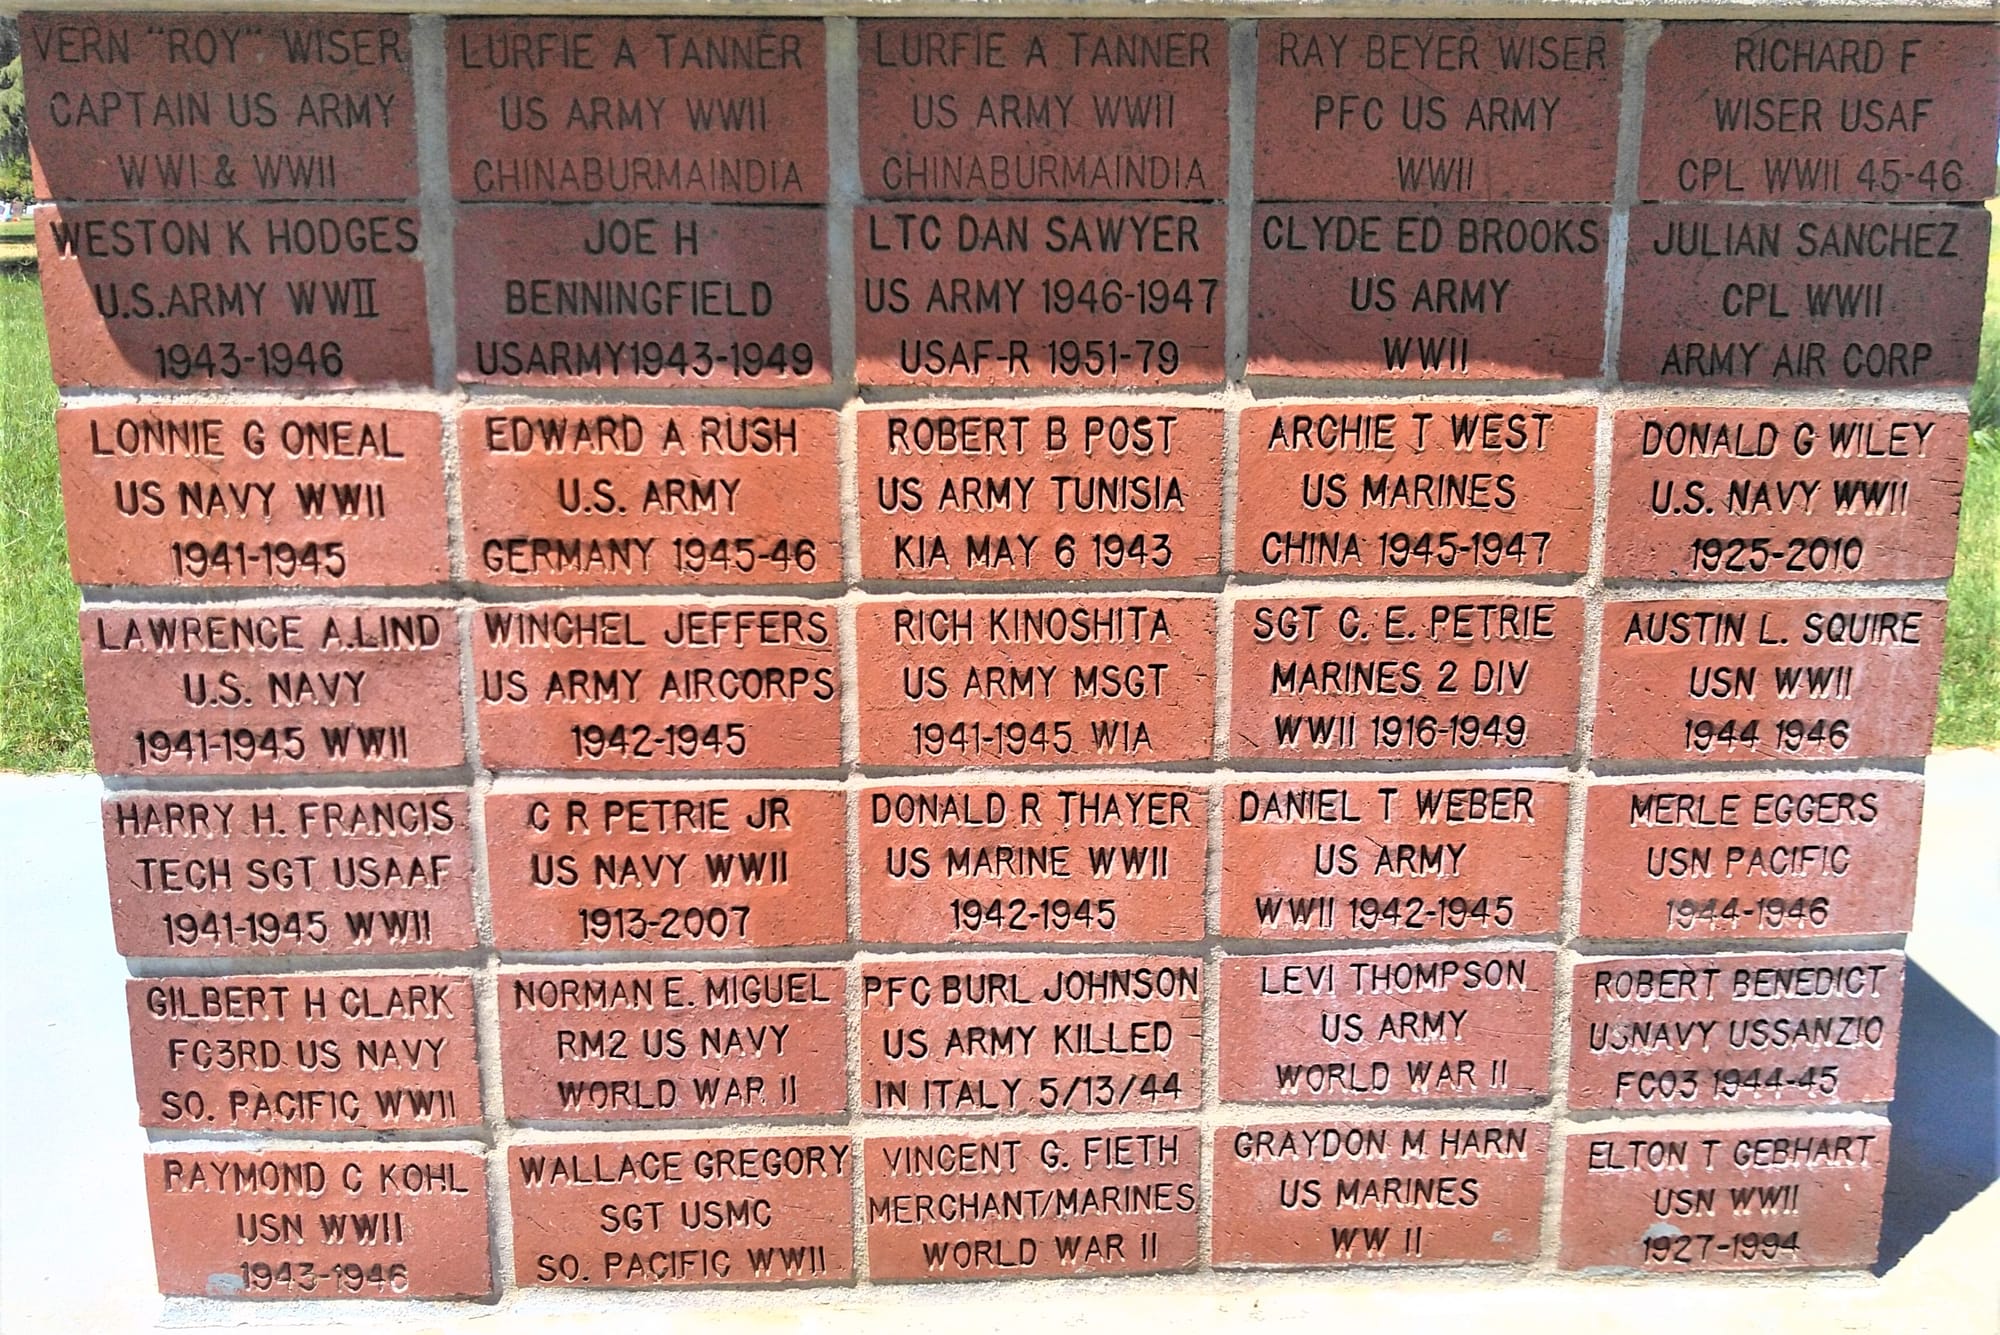 VERN "ROY" WISER
CAPTAIN US ARMY
WWI & WWII
LURFIE A TANNER
US ARMY WWII
CHINABURMAINDIA
LURFIE A TANNER
US ARMY WWII
CHINABURMAINDIA
RAY BEYER WISER
PFC US ARMY
WWII
RICHARD F
WISER USAF
CPL WWII 45-46
WESTON K HODGES
U.S.ARMY WWII
1943-1946
JOE H
BENNINGFIELD
USARMY1943-1949
LTC DAN SAWYER
US ARMY 1946-1947
USAF-R 1951-79
CLYDE ED BROOKS
US ARMY
WWII
JULIAN SANCHEZ
CPL WWII
ARMY AIR CORP
LONNIE G ONEAL
US NAVY WWII
1941-1945
EDWARD A RUSH
U.S. ARMY
GERMANY 1945-46
ROBERT B POST
US ARMY TUNISIA
KIA MAY 6 1943
ARCHIE T WEST
US MARINES
CHINA 1945-1947
DONALD G WILEY
U.S. NAVY WWII
1925-2010
LAWRENCE A.LIND
U.S. NAVY
1941-1945 WWII
WINCHEL JEFFERS
US ARMY AIRCORPS
1942-1945
RICH KINOSHITA
US ARMY MSGT
1941-1945 WIA
SGT C. E. PETRIE
MARINES 2 DIV
WWII 1916-1949
AUSTIN L. SQUIRE
USN WWII
1944 1946
HARRY H. FRANCIS
TECH SGT USAAF
1941-1945 WWII
C R PETRIE JR
US NAVY WWII
1913-2007
DONALD R THAYER
US MARINE WWII
1942-1945
DANIEL T WEBER
US ARMY
WWII 1942-1945
MERLE EGGERS
USN PACIFIC
1944-1946
GILBERT H CLARK
FC3RD US NAVY
SO. PACIFIC WWII
NORMAN E. MIGUEL
RM2 US NAVY
WORLD WAR II
PFC BURL JOHNSON
US ARMY KILLED
IN ITALY 5/13/44
LEVI THOMPSON
US ARMY
WORLD WAR II
ROBERT BENEDICT
USNAVY USSANZIO
FCO3 1944-45
RAYMOND C KOHL
USN WWII
1943-1946
WALLACE GREGORY
SGT USMC
SO. PACIFIC WWII
VINCENT G. FIETH
MERCHANT/MARINES
WORLD WAR II
GRAYDON M HARN
US MARINES
WW II
ELTON T GEBHART
USN WWII
1927-1994